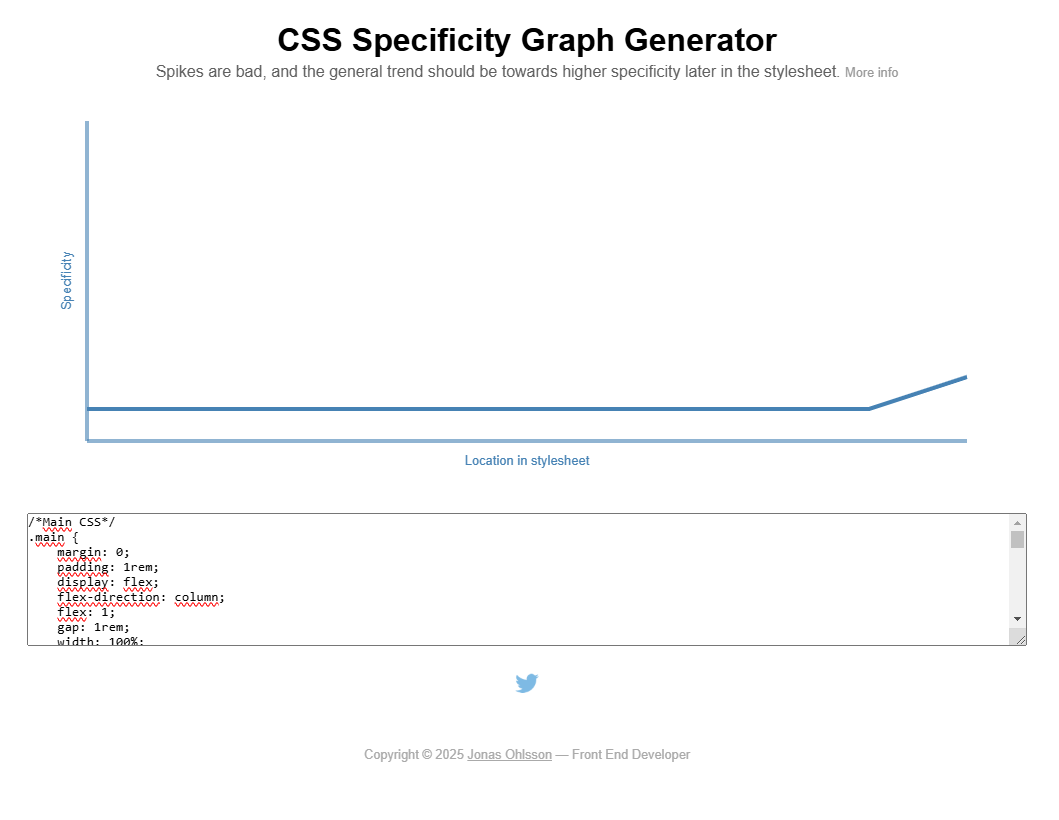 CSS Specificity Graph Generator
Spikes are bad, and the general trend should be towards higher specificity later in the stylesheet. More info
Specificity
Location in stylesheet
/*Main CSS*/
.main {
    margin: 0;
    padding: 1rem;
    display: flex;
    flex-direction: column;
    flex: 1;
    gap: 1rem;
    width: 100%;
Copyright © 2025 Jonas Ohlsson — Front End Developer